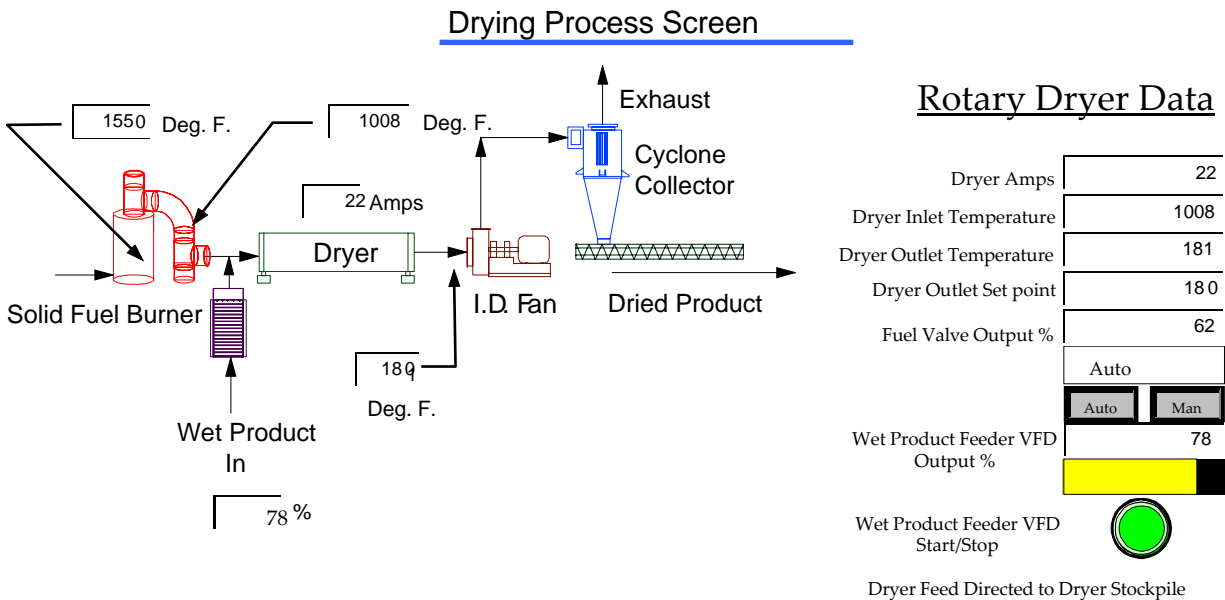 Drying Process Screen
1550 Deg. F.
1008 Deg. F.
Exhaust
Cyclone
Collector
22 Amps
Dryer
Solid Fuel Burner
I.D. Fan
Dried Product
180
Deg. F.
Wet Product
In
78 %
Rotary Dryer Data
Dryer Amps 22
Dryer Inlet Temperature 1008
Dryer Outlet Temperature 181
Dryer Outlet Set point 180
Fuel Valve Output % 62
Auto
Auto Man
Wet Product Feeder VFD 78
Output %
Wet Product Feeder VFD
Start/Stop
Dryer Feed Directed to Dryer Stockpile